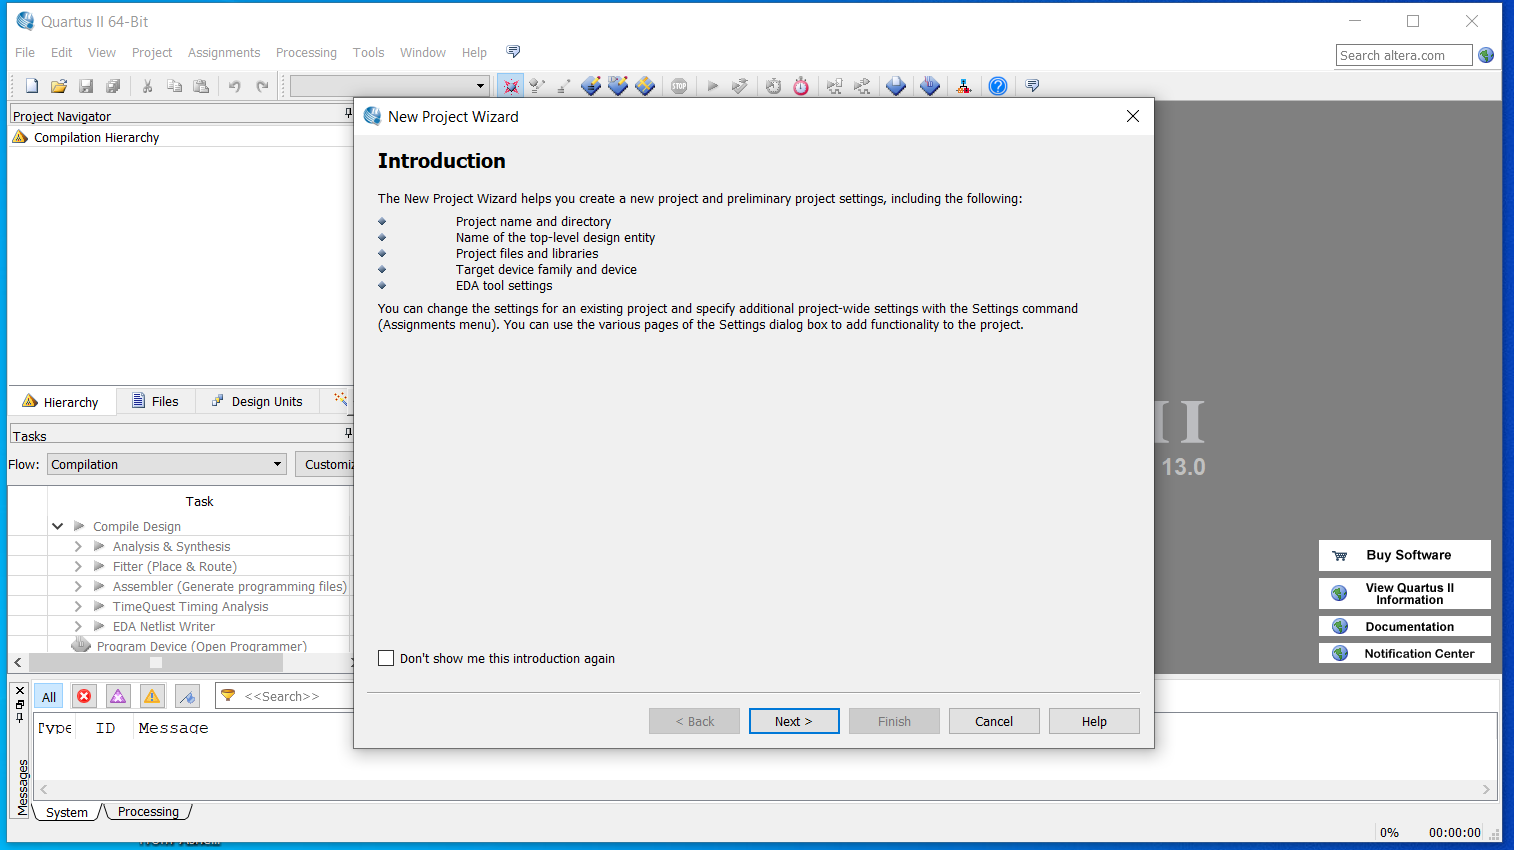 Quartus II 64-Bit
File Edit View Project Assignments Processing Tools Window Help
Search altera.com
STOP
Project Navigator
Compilation Hierarchy
Hierarchy Files Design Units
Tasks
Flow: Compilation Customiz
Task
Compile Design
Analysis & Synthesis
Fitter (Place & Route)
Assembler (Generate programming files)
TimeQuest Timing Analysis
EDA Netlist Writer
Program Device (Open Programmer)
New Project Wizard
Introduction
The New Project Wizard helps you create a new project and preliminary project settings, including the following:
Project name and directory
Name of the top-level design entity
Project files and libraries
Target device family and device
EDA tool settings
You can change the settings for an existing project and specify additional project-wide settings with the Settings command
(Assignments menu). You can use the various pages of the Settings dialog box to add functionality to the project.
Don't show me this introduction again
< Back Next > Finish Cancel Help
II
13.0
Buy Software
View Quartus II
Information
Documentation
Notification Center
All <<Search>>
Type ID Message
Messages
System Processing
0% 00:00:00